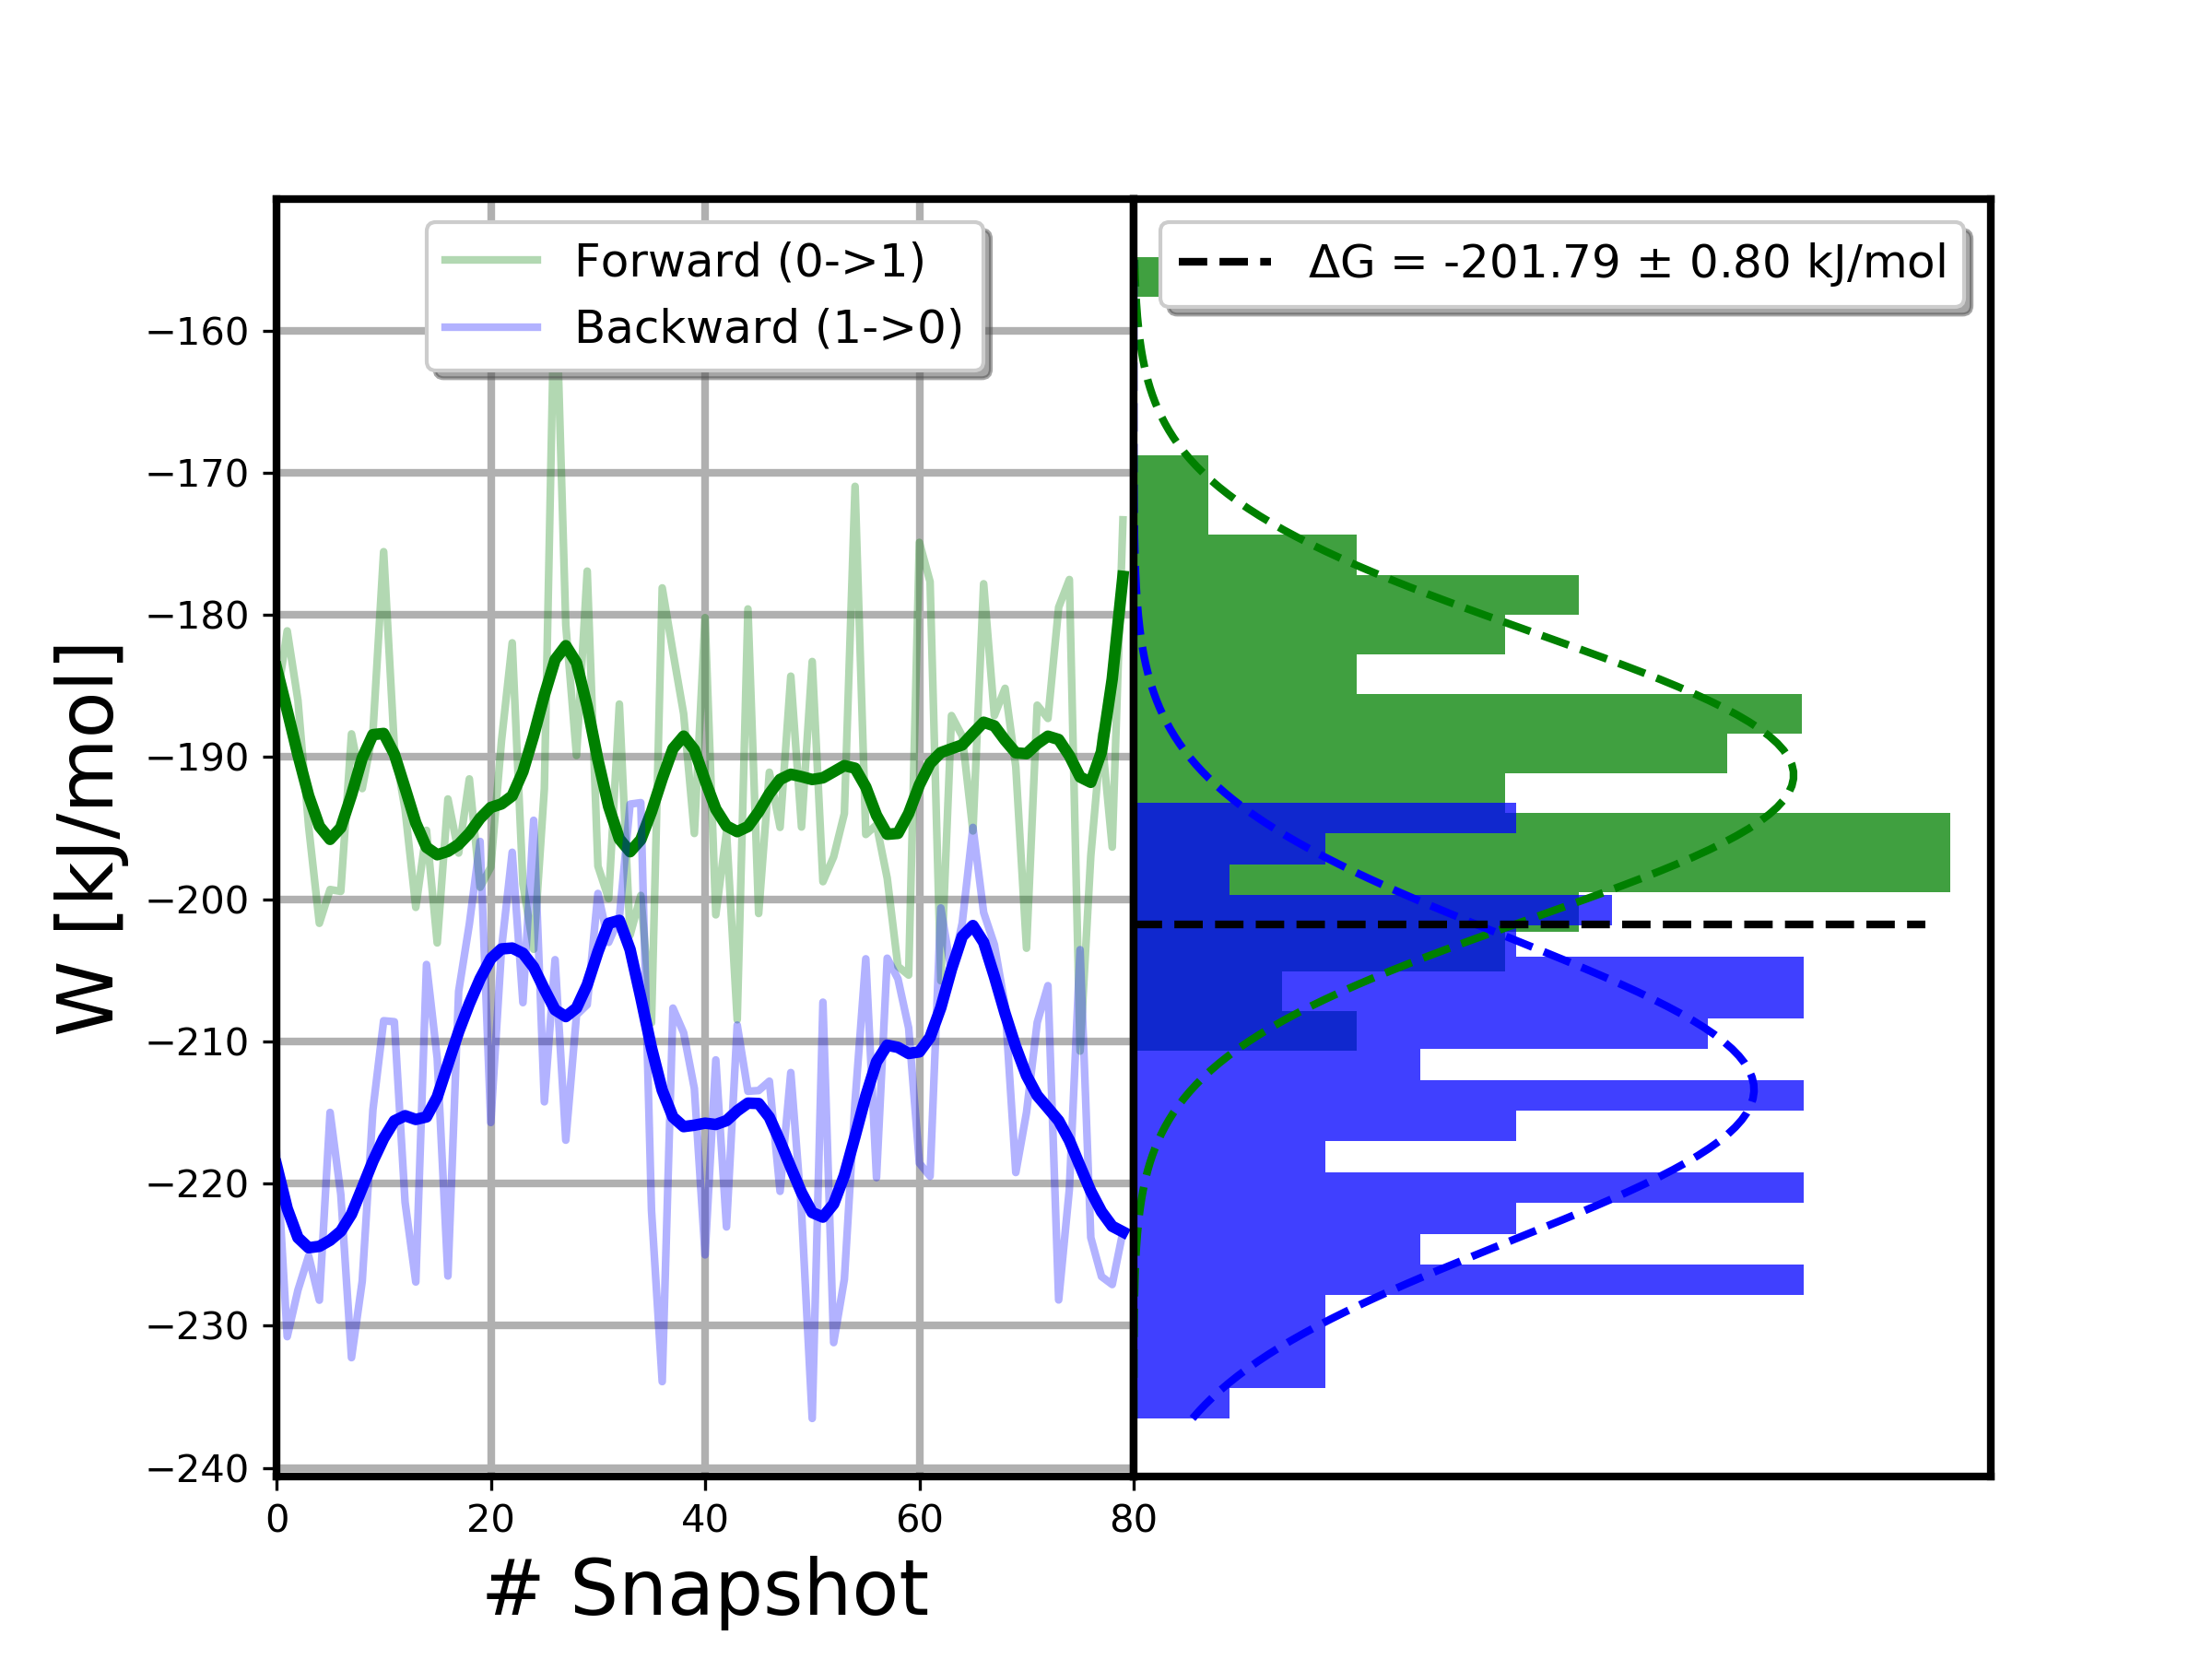 Forward (0->1)
Backward (1->0)
ΔG = -201.79 ± 0.80 kJ/mol
−160
−170
−180
−190
−200
−210
−220
−230
−240
W [kJ/mol]
0 20 40 60 80
# Snapshot